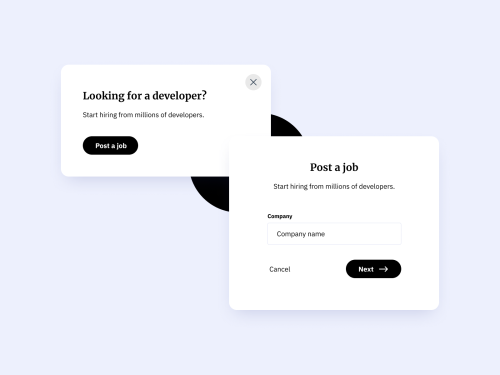 Looking for a developer?
Start hiring from millions of developers.
Post a job
Post a job
Start hiring from millions of developers.
Company
Company name
Cancel
Next